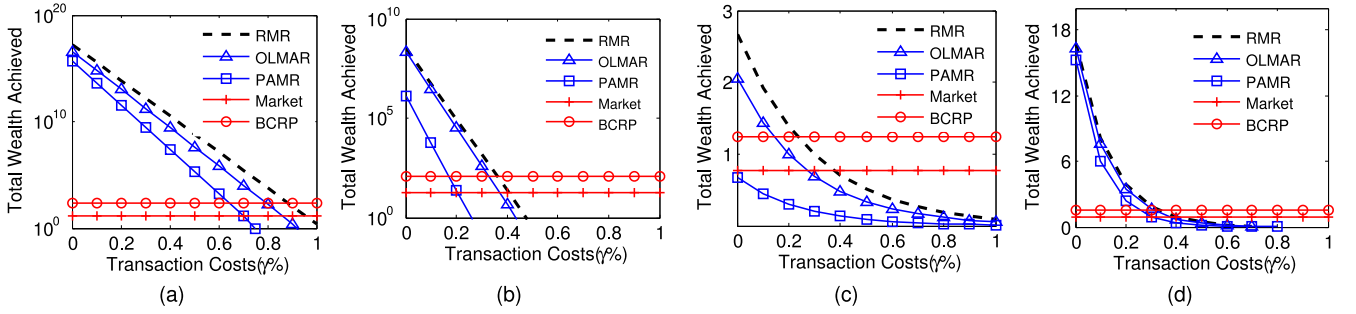 10^20
10^10
10^0
Total Wealth Achieved
0 0.2 0.4 0.6 0.8 1
Transaction Costs(γ%)
RMR
OLMAR
PAMR
Market
BCRP
(a)
10^10
10^5
10^0
Total Wealth Achieved
0 0.2 0.4 0.6 0.8 1
Transaction Costs(γ%)
RMR
OLMAR
PAMR
Market
BCRP
(b)
3
2
1
Total Wealth Achieved
0 0.2 0.4 0.6 0.8 1
Transaction Costs(γ%)
RMR
OLMAR
PAMR
Market
BCRP
(c)
18
12
6
0
Total Wealth Achieved
0 0.2 0.4 0.6 0.8 1
Transaction Costs(γ%)
RMR
OLMAR
PAMR
Market
BCRP
(d)